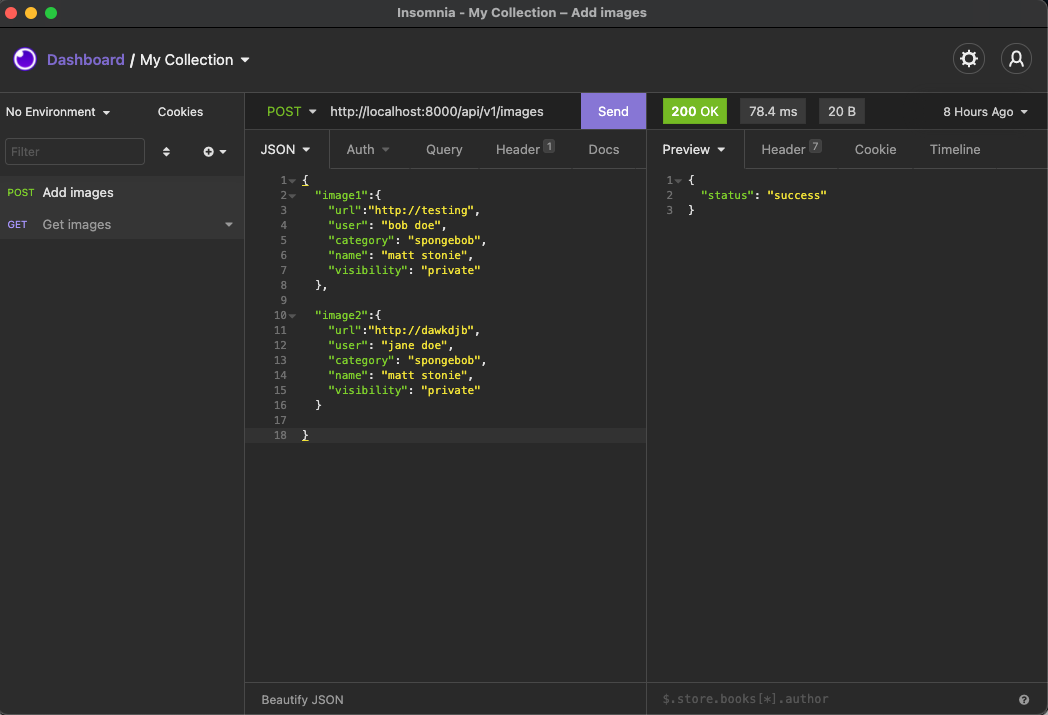 Insomnia - My Collection – Add images
Dashboard / My Collection
No Environment
Cookies
Filter
POST Add images
GET Get images
POST http://localhost:8000/api/v1/images Send
JSON Auth Query Header 1 Docs
1 {
2 "image1":{
3 "url":"http://testing",
4 "user": "bob doe",
5 "category": "spongebob",
6 "name": "matt stonie",
7 "visibility": "private"
8 },
9
10 "image2":{
11 "url":"http://dawkdjb",
12 "user": "jane doe",
13 "category": "spongebob",
14 "name": "matt stonie",
15 "visibility": "private"
16 }
17
18 }
Beautify JSON
200 OK 78.4 ms 20 B 8 Hours Ago
Preview Header 7 Cookie Timeline
1 {
2 "status": "success"
3 }
$.store.books[*].author
?